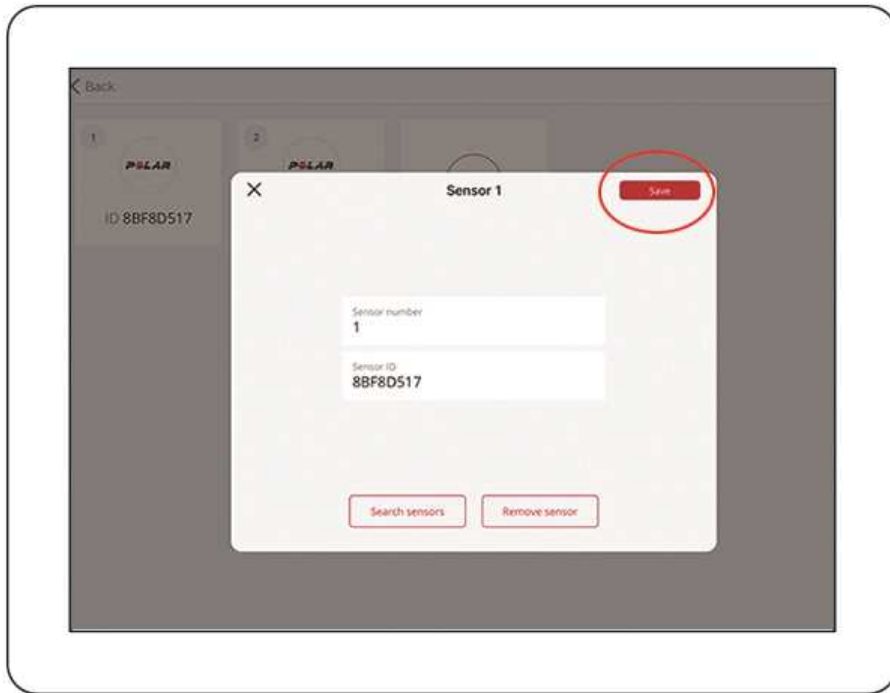 Back
1
POLAR
ID 8BF8D517
2
POLAR
Sensor 1
Save
Sensor number
1
Sensor ID
8BF8D517
Search sensors
Remove sensor